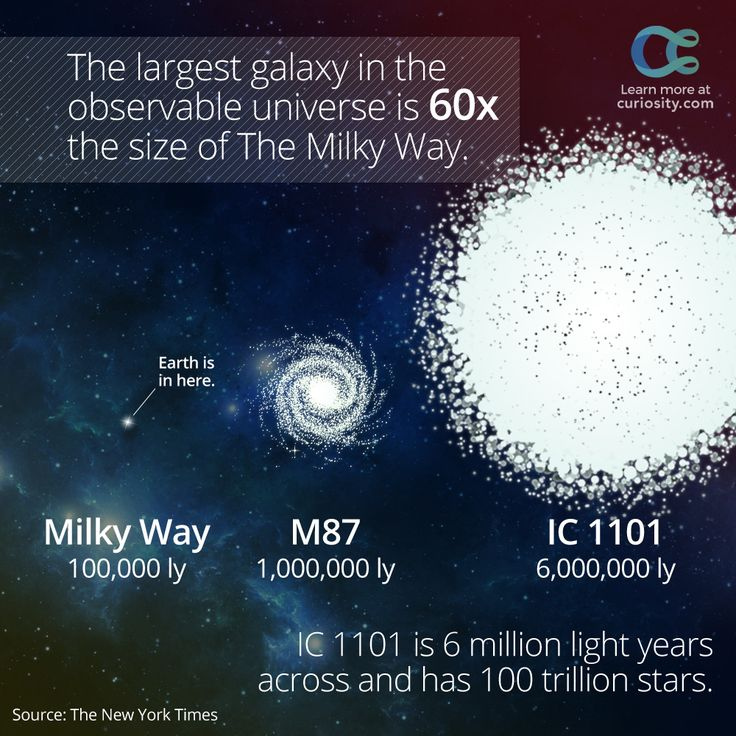 The largest galaxy in the
observable universe is 60x
the size of The Milky Way.
Learn more at
curiosity.com
Earth is
in here.
Milky Way
100,000 ly
M87
1,000,000 ly
IC 1101
6,000,000 ly
IC 1101 is 6 million light years
across and has 100 trillion stars.
Source: The New York Times